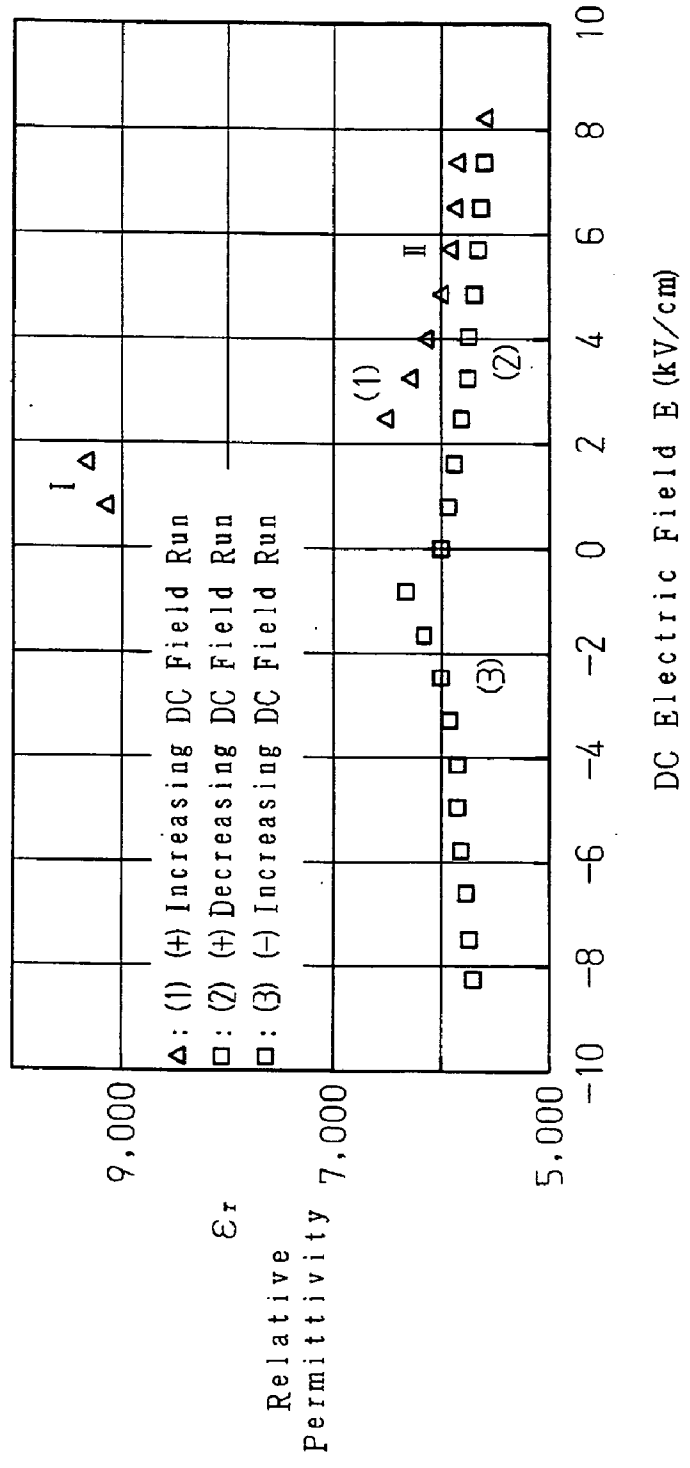 9,000
7,000
5,000
εr
Relative
Permittivity
I
II
(1)
(2)
(3)
△: (1) (+) Increasing DC Field Run
□: (2) (+) Decreasing DC Field Run
□: (3) (−) Increasing DC Field Run
−10 −8 −6 −4 −2 0 2 4 6 8 10
DC Electric Field E (kV/cm)